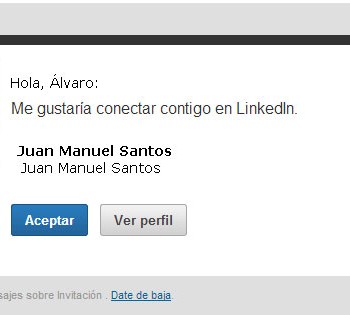 Hola, Álvaro:
Me gustaría conectar contigo en LinkedIn.
Juan Manuel Santos
Juan Manuel Santos
Aceptar Ver perfil
sajes sobre Invitación . Date de baja.